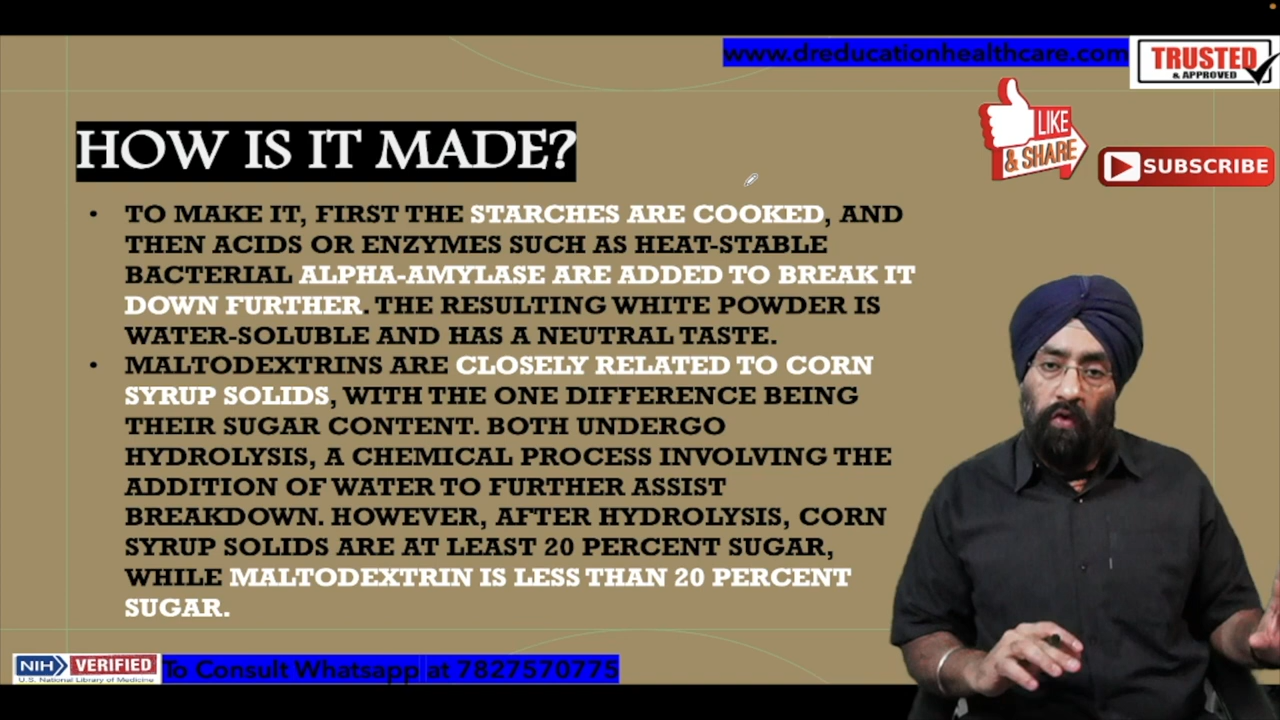 www.dreducationhealthcare.com
TRUSTED
& APPROVED
LIKE
& SHARE
SUBSCRIBE
HOW IS IT MADE?
• TO MAKE IT, FIRST THE STARCHES ARE COOKED, AND
THEN ACIDS OR ENZYMES SUCH AS HEAT-STABLE
BACTERIAL ALPHA-AMYLASE ARE ADDED TO BREAK IT
DOWN FURTHER. THE RESULTING WHITE POWDER IS
WATER-SOLUBLE AND HAS A NEUTRAL TASTE.
• MALTODEXTRINS ARE CLOSELY RELATED TO CORN
SYRUP SOLIDS, WITH THE ONE DIFFERENCE BEING
THEIR SUGAR CONTENT. BOTH UNDERGO
HYDROLYSIS, A CHEMICAL PROCESS INVOLVING THE
ADDITION OF WATER TO FURTHER ASSIST
BREAKDOWN. HOWEVER, AFTER HYDROLYSIS, CORN
SYRUP SOLIDS ARE AT LEAST 20 PERCENT SUGAR,
WHILE MALTODEXTRIN IS LESS THAN 20 PERCENT
SUGAR.
NIH VERIFIED
U.S. National Library of Medicine
To Consult Whatsapp at 7827570775